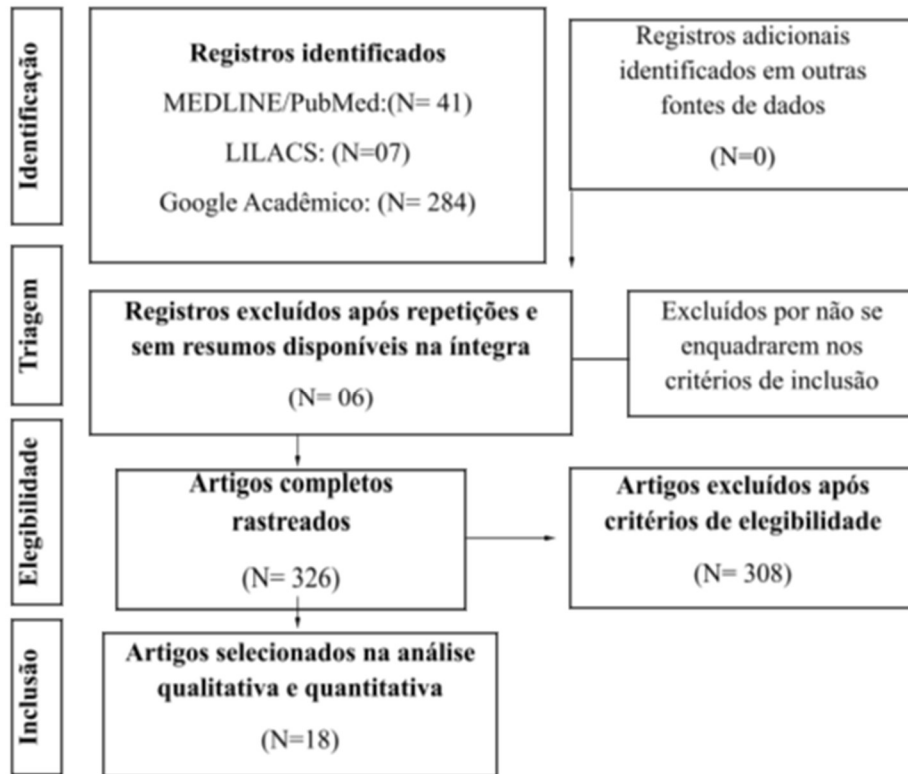 Identificação
Registros identificados
MEDLINE/PubMed:(N= 41)
LILACS: (N=07)
Google Acadêmico: (N= 284)
Registros adicionais
identificados em outras
fontes de dados
(N=0)
Triagem
Registros excluídos após repetições e
sem resumos disponíveis na íntegra
(N= 06)
Excluídos por não se
enquadrarem nos
critérios de inclusão
Elegibilidade
Artigos completos
rastreados
(N= 326)
Artigos excluídos após
critérios de elegibilidade
(N= 308)
Inclusão
Artigos selecionados na análise
qualitativa e quantitativa
(N=18)